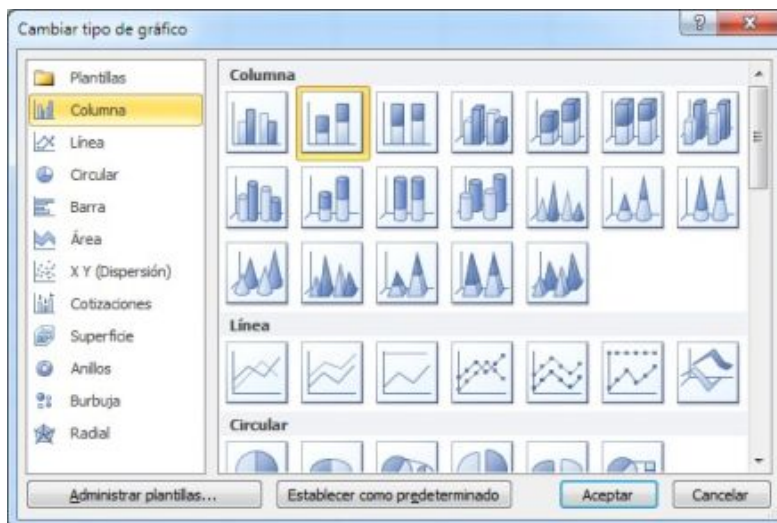 Cambiar tipo de gráfico
Plantillas
Columna
Línea
Circular
Barra
Área
X Y (Dispersión)
Cotizaciones
Superficie
Anillos
Burbuja
Radial
Columna
Línea
Circular
Administrar plantillas...
Establecer como predeterminado
Aceptar
Cancelar